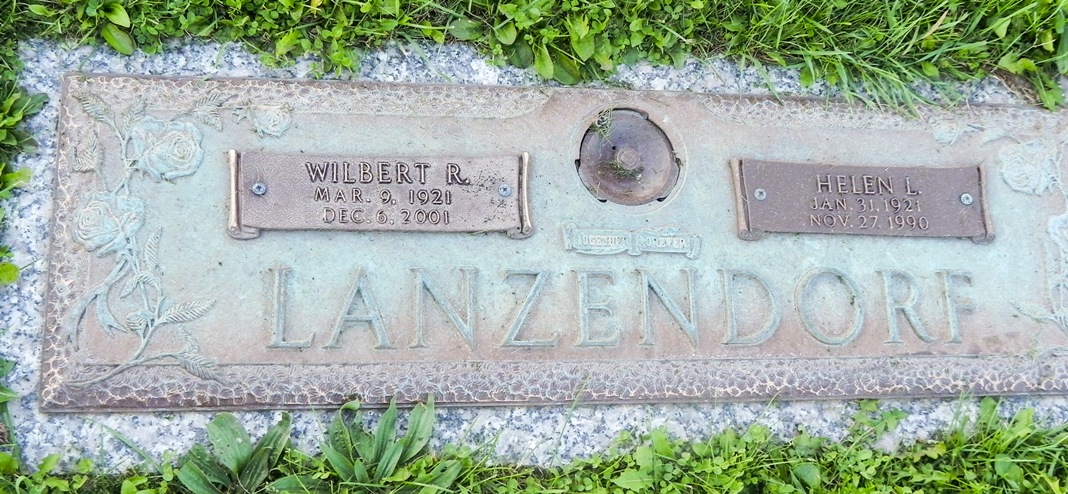 WILBERT R.
MAR. 9, 1921
DEC. 6, 2001
HELEN L.
JAN. 31, 1921
NOV. 27, 1990
TOGETHER FOREVER
LANZENDORF